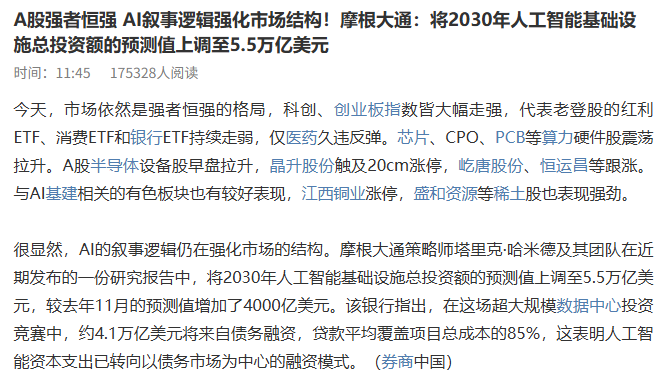 A股强者恒强 AI叙事逻辑强化市场结构！摩根大通：将2030年人工智能基础设
施总投资额的预测值上调至5.5万亿美元
时间：11:45 175328人阅读
今天，市场依然是强者恒强的格局，科创、创业板指数皆大幅走强，代表老登股的红利
ETF、消费ETF和银行ETF持续走弱，仅医药久违反弹。芯片、CPO、PCB等算力硬件股震荡
拉升。A股半导体设备股早盘拉升，晶升股份触及20cm涨停，屹唐股份、恒运昌等跟涨。
与AI基建相关的有色板块也有较好表现，江西铜业涨停，盛和资源等稀土股也表现强劲。
很显然，AI的叙事逻辑仍在强化市场的结构。摩根大通策略师塔里克·哈米德及其团队在近
期发布的一份研究报告中，将2030年人工智能基础设施总投资额的预测值上调至5.5万亿美
元，较去年11月的预测值增加了4000亿美元。该银行指出，在这场超大规模数据中心投资
竞赛中，约4.1万亿美元将来自债务融资，贷款平均覆盖项目总成本的85%，这表明人工智
能资本支出已转向以债务市场为中心的融资模式。（券商中国）